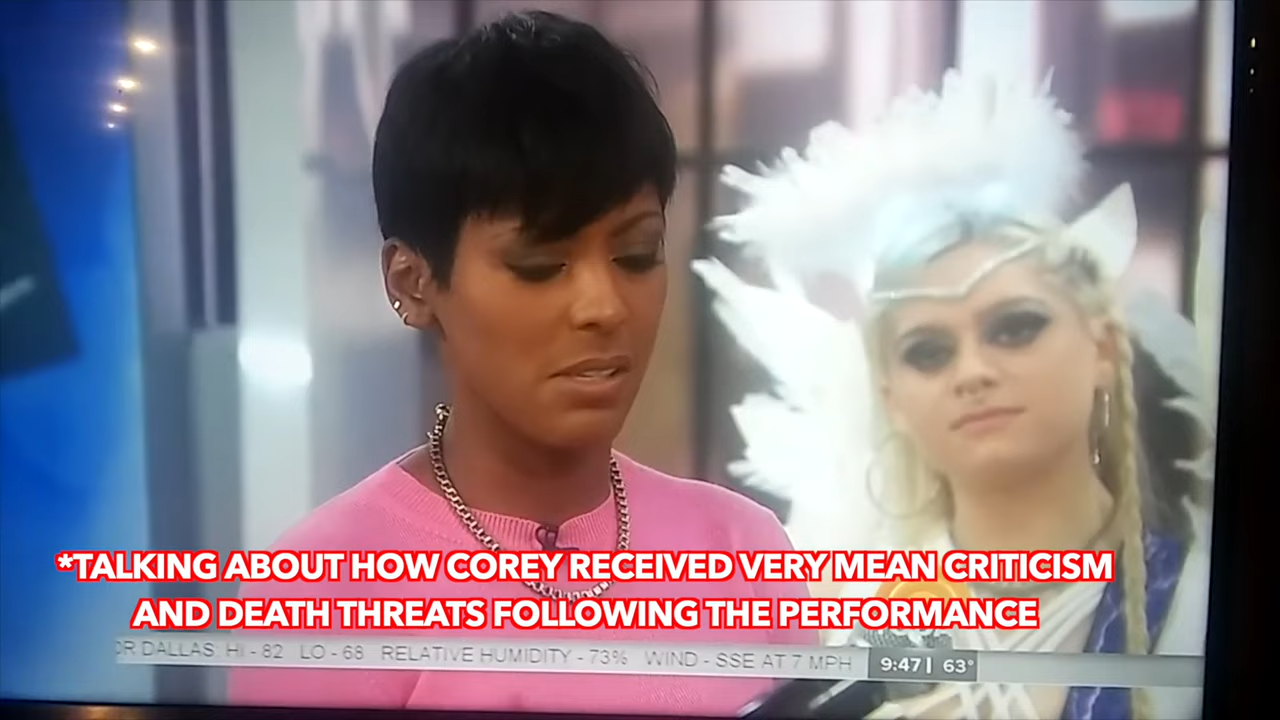 *TALKING ABOUT HOW COREY RECEIVED VERY MEAN CRITICISM
AND DEATH THREATS FOLLOWING THE PERFORMANCE
OR DALLAS: HI - 82 LO - 68 RELATIVE HUMIDITY - 73% WIND - SSE AT 7 MPH 9:47 | 63°